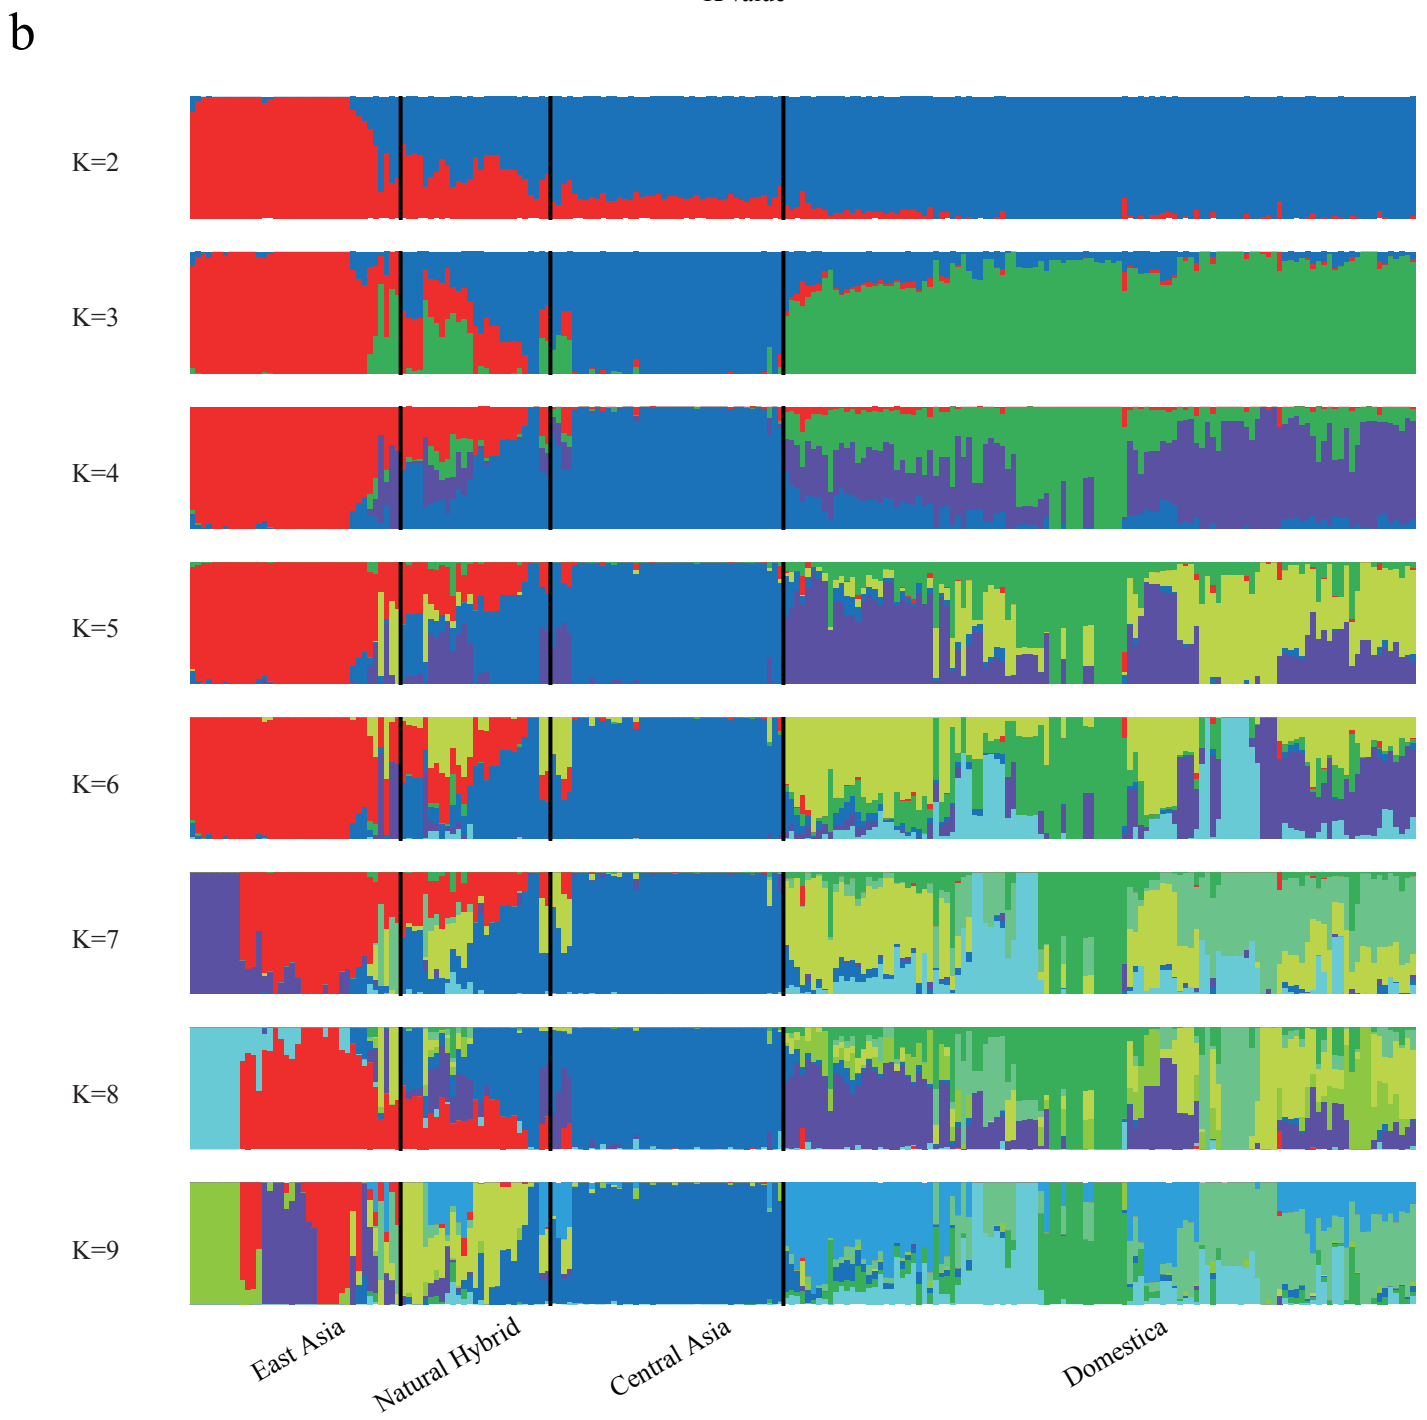 b
K=2
K=3
K=4
K=5
K=6
K=7
K=8
K=9
East Asia
Natural Hybrid
Central Asia
Domestica